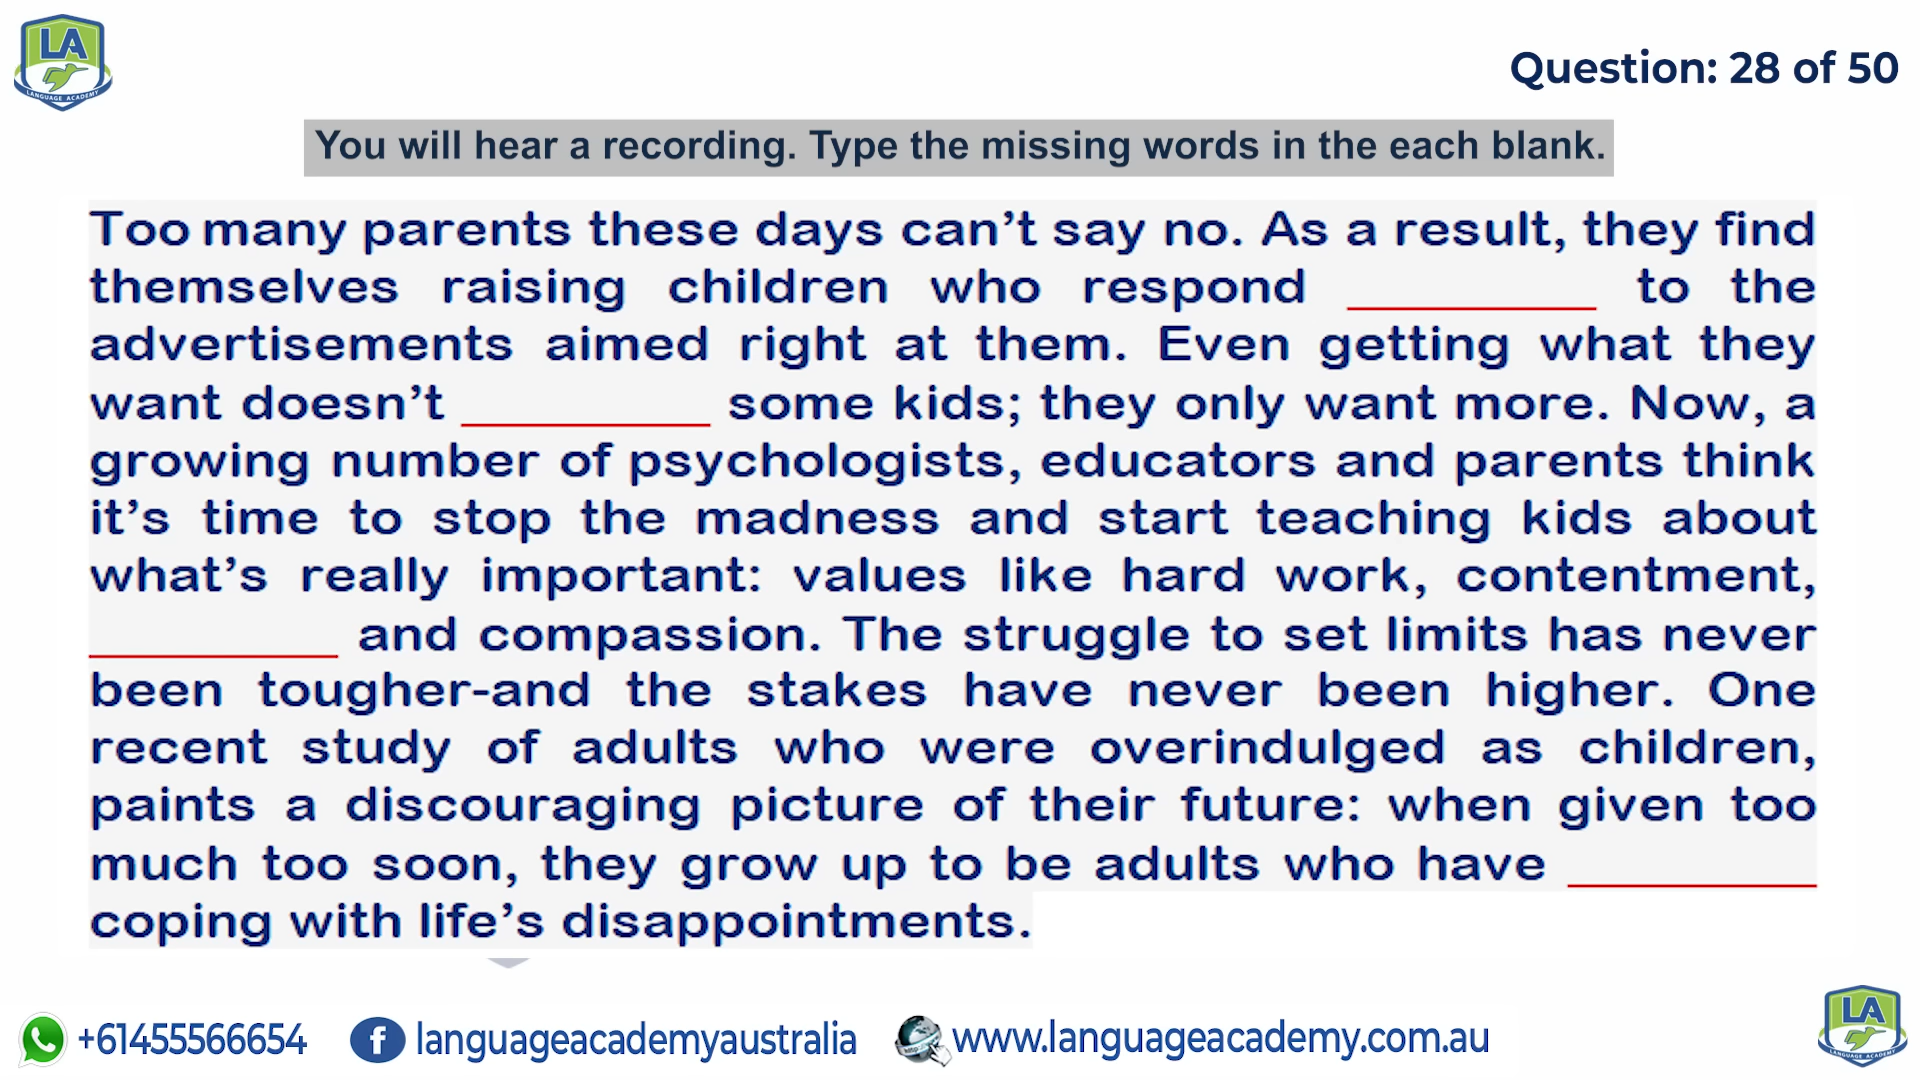 LA
LANGUAGE ACADEMY
Question: 28 of 50
You will hear a recording. Type the missing words in the each blank.
Too many parents these days can't say no. As a result, they find
themselves raising children who respond __________ to the
advertisements aimed right at them. Even getting what they
want doesn't __________ some kids; they only want more. Now, a
growing number of psychologists, educators and parents think
it's time to stop the madness and start teaching kids about
what's really important: values like hard work, contentment,
__________ and compassion. The struggle to set limits has never
been tougher-and the stakes have never been higher. One
recent study of adults who were overindulged as children,
paints a discouraging picture of their future: when given too
much too soon, they grow up to be adults who have __________
coping with life's disappointments.
+61455566654
f languageacademyaustralia
http://
www.languageacademy.com.au
LA
LANGUAGE ACADEMY